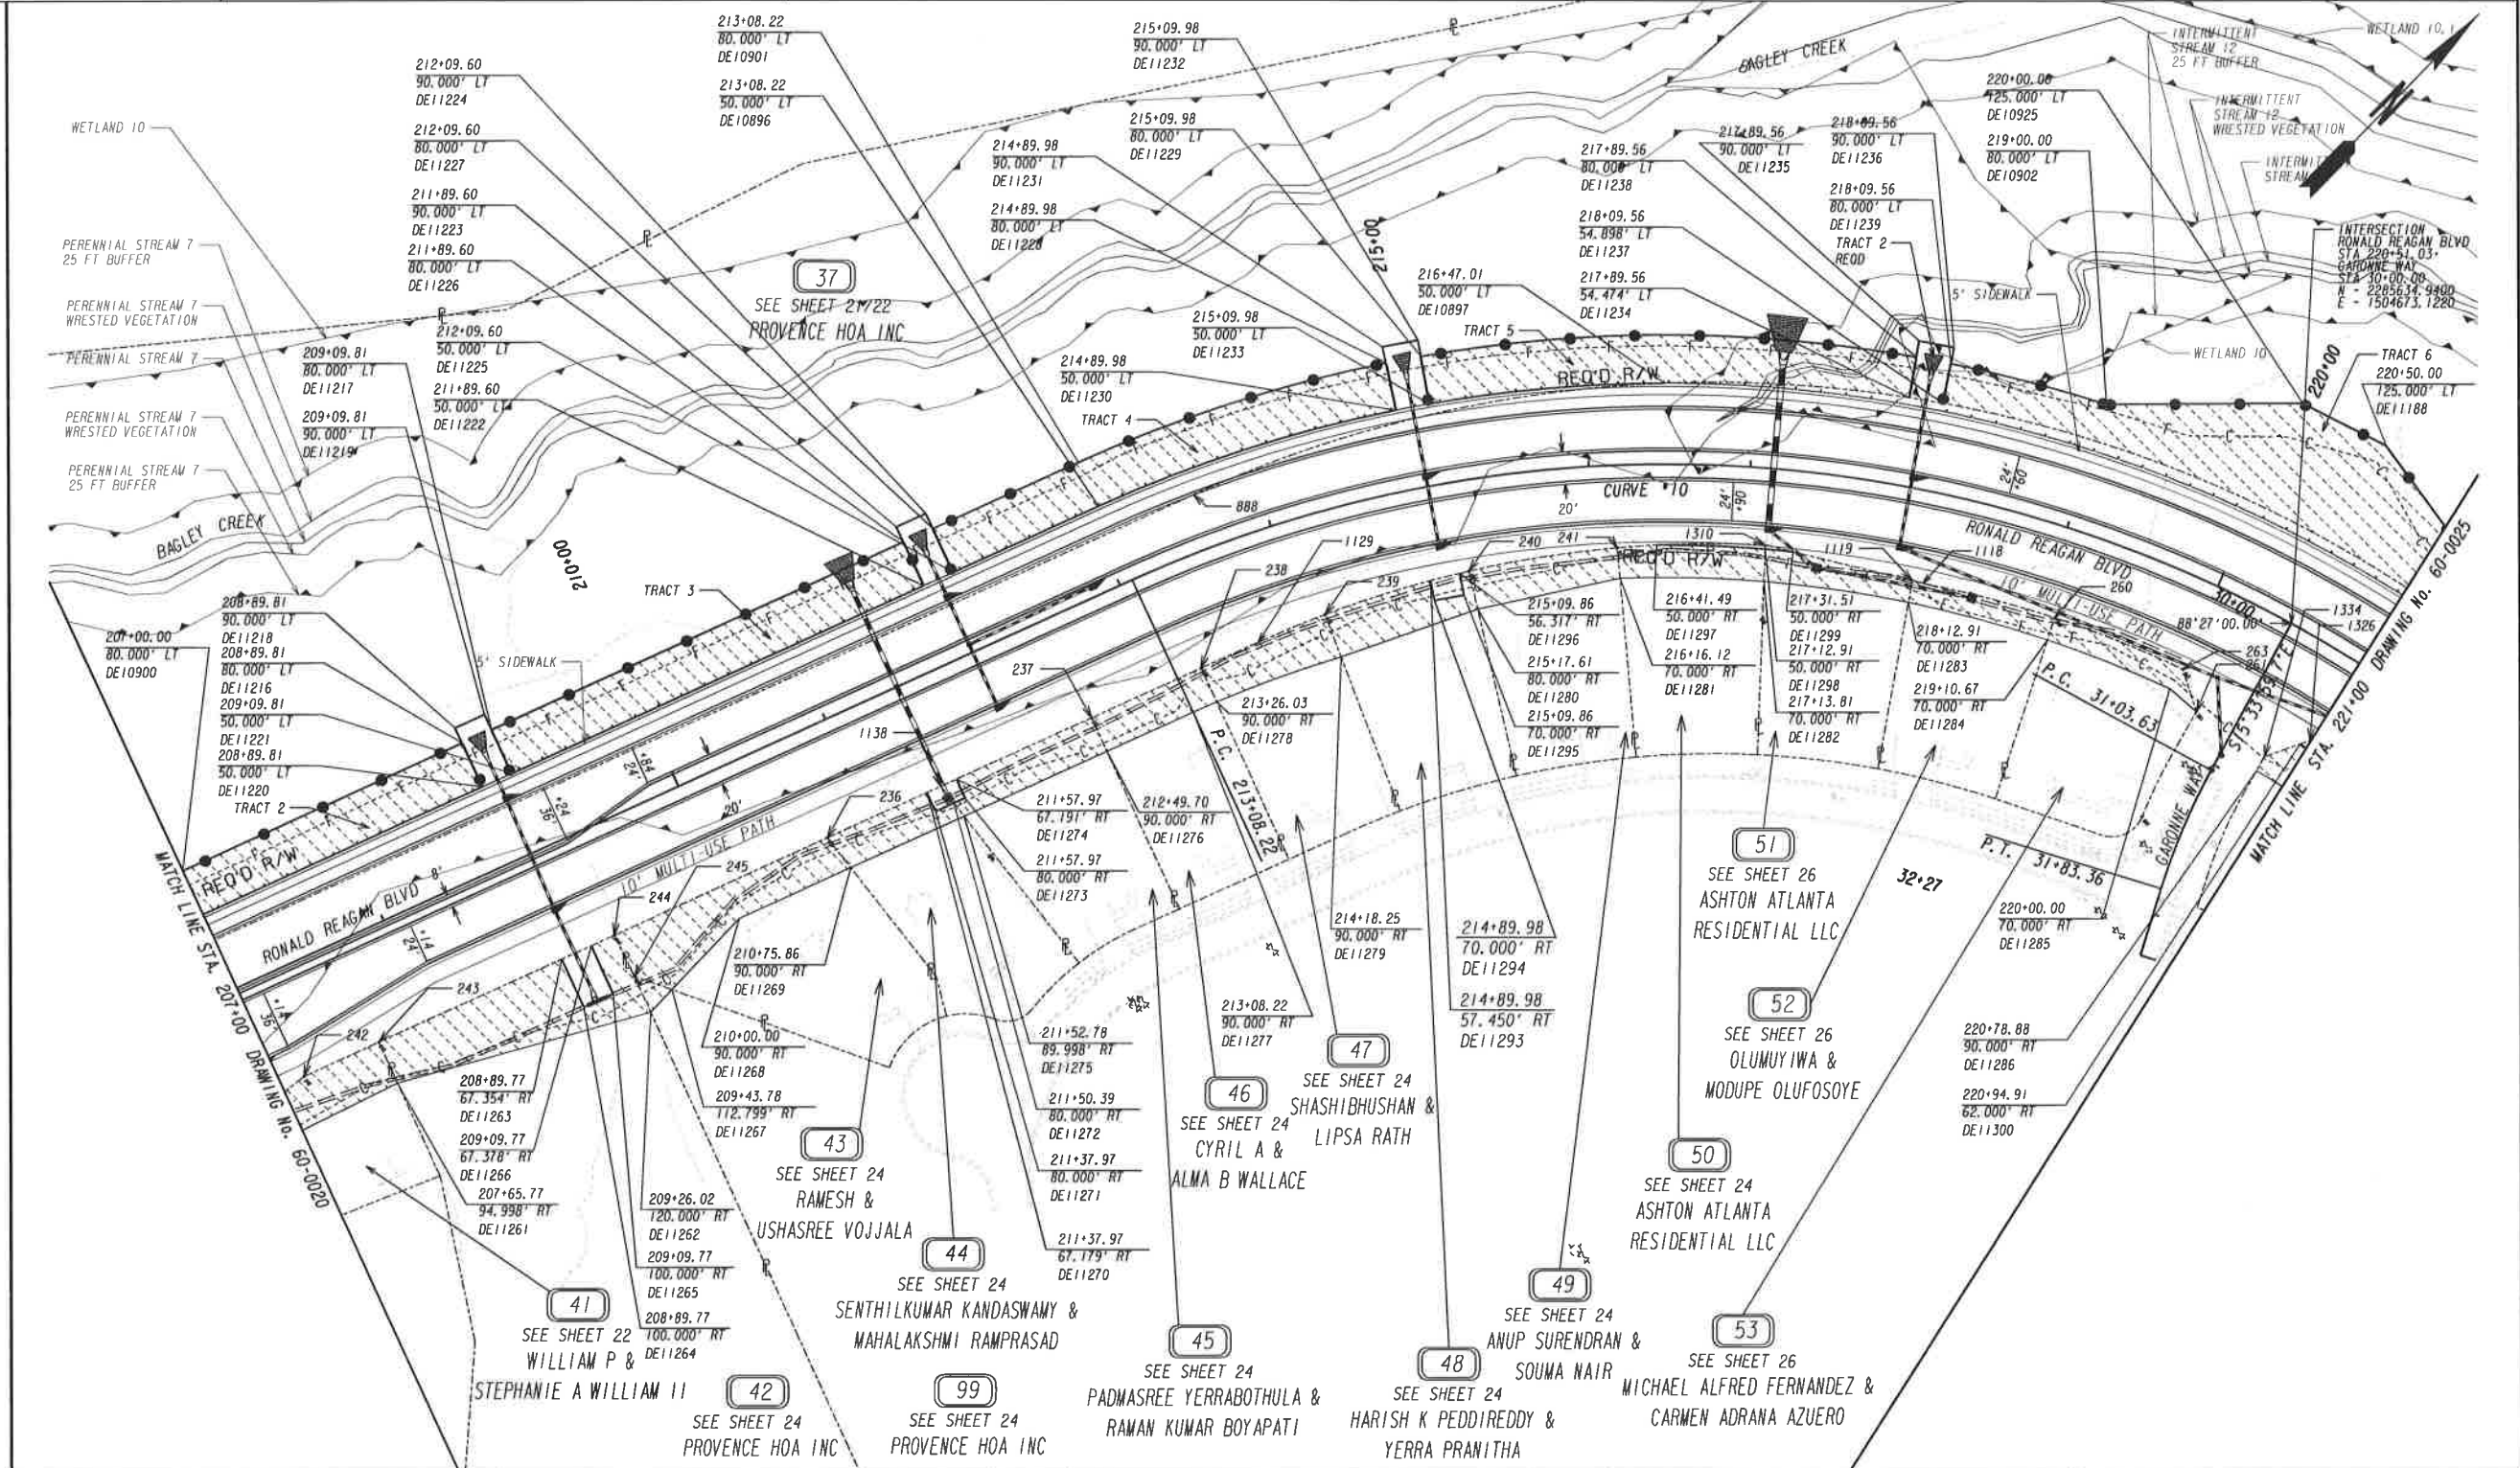 213+08.22
80.000' LT
DE10901
213+08.22
50.000' LT
DE10896
215+09.98
90.000' LT
DE11232
215+09.98
80.000' LT
DE11229
212+09.60
90.000' LT
DE11224
212+09.60
80.000' LT
DE11227
211+89.60
90.000' LT
DE11223
211+89.60
80.000' LT
DE11226
212+09.60
50.000' LT
DE11225
211+89.60
50.000' LT
DE11222
214+89.98
90.000' LT
DE11231
214+89.98
80.000' LT
DE11228
215+09.98
50.000' LT
DE11233
214+89.98
50.000' LT
DE11230
TRACT 4
BAGLEY CREEK
217+89.56
80.000' LT
DE11238
217+89.56
90.000' LT
DE11235
218+09.56
90.000' LT
DE11236
218+09.56
54.898' LT
DE11237
218+09.56
80.000' LT
DE11239
TRACT 2
REQD
217+89.56
54.474' LT
DE11234
216+47.01
50.000' LT
DE10897
TRACT 5
215+00
220+00.00
125.000' LT
DE10925
219+00.00
80.000' LT
DE10902
INTERMITTENT
STREAM 12
25 FT BUFFER
WETLAND 10,
INTERMITTENT
STREAM 12
WRESTED VEGETATION
STREAM
INTERSECTION
RONALD REAGAN BLVD
STA 220+51.03
GARONNE WAY
STA 30+00.00
N - 2285634.9400
E - 1504673.1220
5' SIDEWALK
WETLAND 10
220+00
TRACT 6
220+50.00
125.000' LT
DE11188
WETLAND 10
PERENNIAL STREAM 7
25 FT BUFFER
PERENNIAL STREAM 7
WRESTED VEGETATION
PERENNIAL STREAM 7
PERENNIAL STREAM 7
WRESTED VEGETATION
PERENNIAL STREAM 7
25 FT BUFFER
BAGLEY CREEK
209+09.81
80.000' LT
DE11217
209+09.81
90.000' LT
DE11219
37
SEE SHEET 21/22
PROVENCE HOA INC
210+00
TRACT 3
208+89.81
90.000' LT
DE11218
208+89.81
80.000' LT
DE11216
209+09.81
50.000' LT
DE11221
208+89.81
50.000' LT
DE11220
TRACT 2
207+00.00
80.000' LT
DE10900
5' SIDEWALK
REQ'D R/W
REQ'D R/W
REQ'D R/W
888
CURVE #10
20'
24'
+90
24'
+60
RONALD REAGAN BLVD
10' MULTI-USE PATH
30+00
88°27'00.00"
1129
238
239
240
241
1310
1119
1118
260
263
261
1334
1326
237
1138
236
245
244
243
242
+84
24'
+24
36'
20'
10' MULTI-USE PATH
RONALD REAGAN BLVD
8'
+14
24'
+14
36'
MATCH LINE STA. 207+00 DRAWING No. 60-0020
MATCH LINE STA. 221+00 DRAWING No. 60-0025
P.C. 213+08.22
P.C. 31+03.63
P.T. 31+83.36
GARONNE WAY
32+27
215+09.86
56.317' RT
DE11296
215+17.61
80.000' RT
DE11280
215+09.86
70.000' RT
DE11295
216+41.49
50.000' RT
DE11297
216+16.12
70.000' RT
DE11281
217+31.51
50.000' RT
DE11299
217+12.91
50.000' RT
DE11298
217+13.81
70.000' RT
DE11282
218+12.91
70.000' RT
DE11283
219+10.67
70.000' RT
DE11284
213+26.03
90.000' RT
DE11278
212+49.70
90.000' RT
DE11276
211+57.97
67.191' RT
DE11274
211+57.97
80.000' RT
DE11273
214+18.25
90.000' RT
DE11279
214+89.98
70.000' RT
DE11294
214+89.98
57.450' RT
DE11293
213+08.22
90.000' RT
DE11277
211+52.78
89.998' RT
DE11275
211+50.39
80.000' RT
DE11272
211+37.97
80.000' RT
DE11271
211+37.97
67.179' RT
DE11270
210+75.86
90.000' RT
DE11269
210+00.00
90.000' RT
DE11268
209+43.78
112.799' RT
DE11267
208+89.77
67.354' RT
DE11263
209+09.77
67.378' RT
DE11266
207+65.77
94.998' RT
DE11261
209+26.02
120.000' RT
DE11262
209+09.77
100.000' RT
DE11265
208+89.77
100.000' RT
DE11264
220+00.00
70.000' RT
DE11285
220+78.88
90.000' RT
DE11286
220+94.91
62.000' RT
DE11300
41
SEE SHEET 22
WILLIAM P &
STEPHANIE A WILLIAM II
42
SEE SHEET 24
PROVENCE HOA INC
43
SEE SHEET 24
RAMESH &
USHASREE VOJJALA
44
SEE SHEET 24
SENTHILKUMAR KANDASWAMY &
MAHALAKSHMI RAMPRASAD
99
SEE SHEET 24
PROVENCE HOA INC
45
SEE SHEET 24
PADMASREE YERRABOTHULA &
RAMAN KUMAR BOYAPATI
46
SEE SHEET 24
CYRIL A &
ALMA B WALLACE
47
SEE SHEET 24
SHASHIBHUSHAN &
LIPSA RATH
48
SEE SHEET 24
HARISH K PEDDIREDDY &
YERRA PRANITHA
49
SEE SHEET 24
ANUP SURENDRAN &
SOUMA NAIR
50
SEE SHEET 24
ASHTON ATLANTA
RESIDENTIAL LLC
51
SEE SHEET 26
ASHTON ATLANTA
RESIDENTIAL LLC
52
SEE SHEET 26
OLUMUYIWA &
MODUPE OLUFOSOYE
53
SEE SHEET 26
MICHAEL ALFRED FERNANDEZ &
CARMEN ADRANA AZUERO